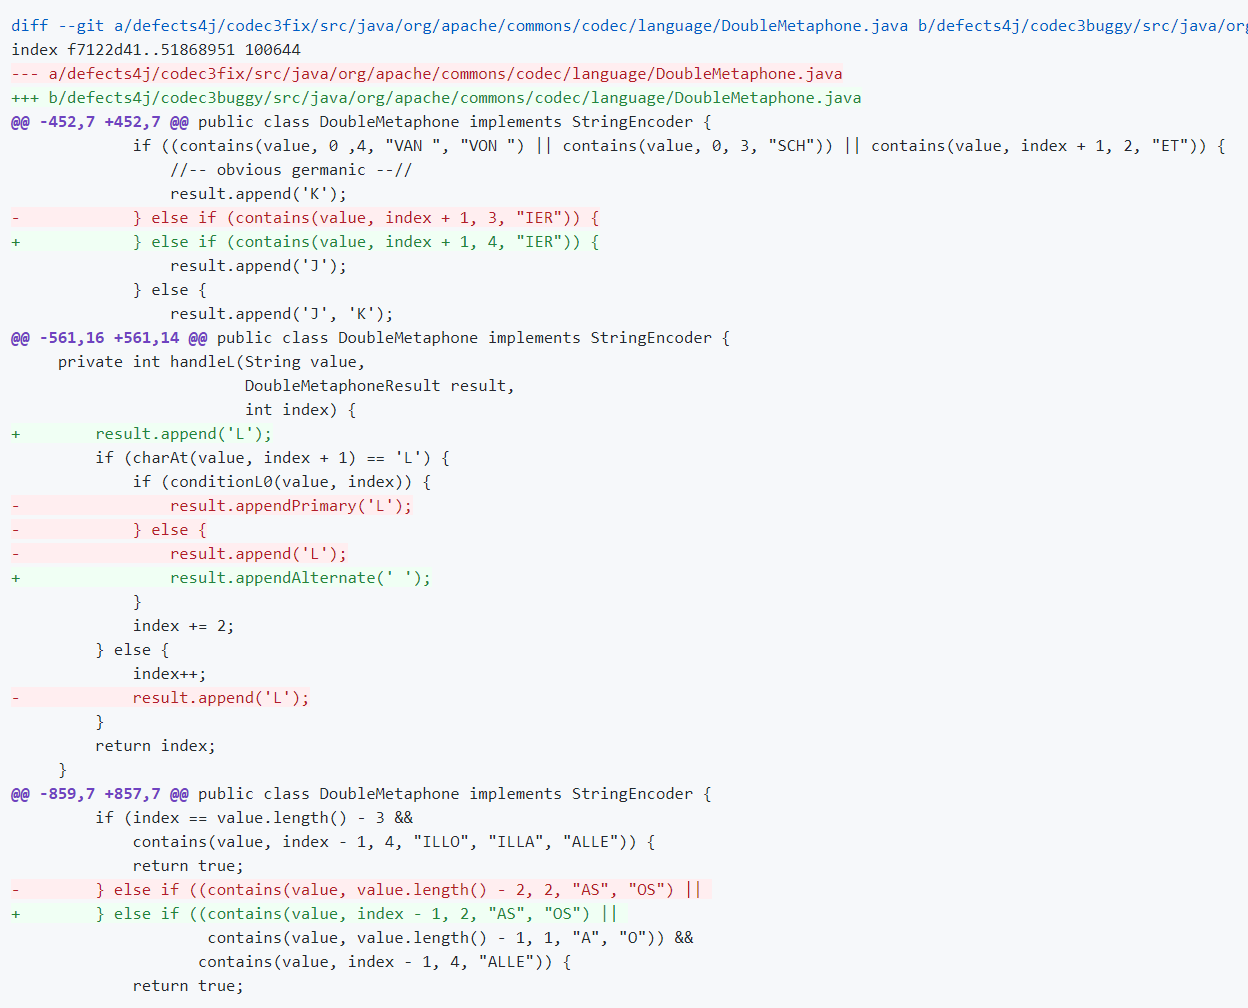 diff --git a/defects4j/codec3fix/src/java/org/apache/commons/codec/language/DoubleMetaphone.java b/defects4j/codec3buggy/src/java/org
index f7122d41..51868951 100644
--- a/defects4j/codec3fix/src/java/org/apache/commons/codec/language/DoubleMetaphone.java
+++ b/defects4j/codec3buggy/src/java/org/apache/commons/codec/language/DoubleMetaphone.java
@@ -452,7 +452,7 @@ public class DoubleMetaphone implements StringEncoder {
             if ((contains(value, 0 ,4, "VAN ", "VON ") || contains(value, 0, 3, "SCH")) || contains(value, index + 1, 2, "ET")) {
                 //-- obvious germanic --//
                 result.append('K');
-            } else if (contains(value, index + 1, 3, "IER")) {
+            } else if (contains(value, index + 1, 4, "IER")) {
                 result.append('J');
             } else {
                 result.append('J', 'K');
@@ -561,16 +561,14 @@ public class DoubleMetaphone implements StringEncoder {
     private int handleL(String value,
                         DoubleMetaphoneResult result,
                         int index) {
+        result.append('L');
         if (charAt(value, index + 1) == 'L') {
             if (conditionL0(value, index)) {
-                result.appendPrimary('L');
-            } else {
-                result.append('L');
+                result.appendAlternate(' ');
             }
             index += 2;
         } else {
             index++;
-            result.append('L');
         }
         return index;
     }
@@ -859,7 +857,7 @@ public class DoubleMetaphone implements StringEncoder {
         if (index == value.length() - 3 &&
             contains(value, index - 1, 4, "ILLO", "ILLA", "ALLE")) {
             return true;
-        } else if ((contains(value, value.length() - 2, 2, "AS", "OS") ||
+        } else if ((contains(value, index - 1, 2, "AS", "OS") ||
                     contains(value, value.length() - 1, 1, "A", "O")) &&
                    contains(value, index - 1, 4, "ALLE")) {
             return true;